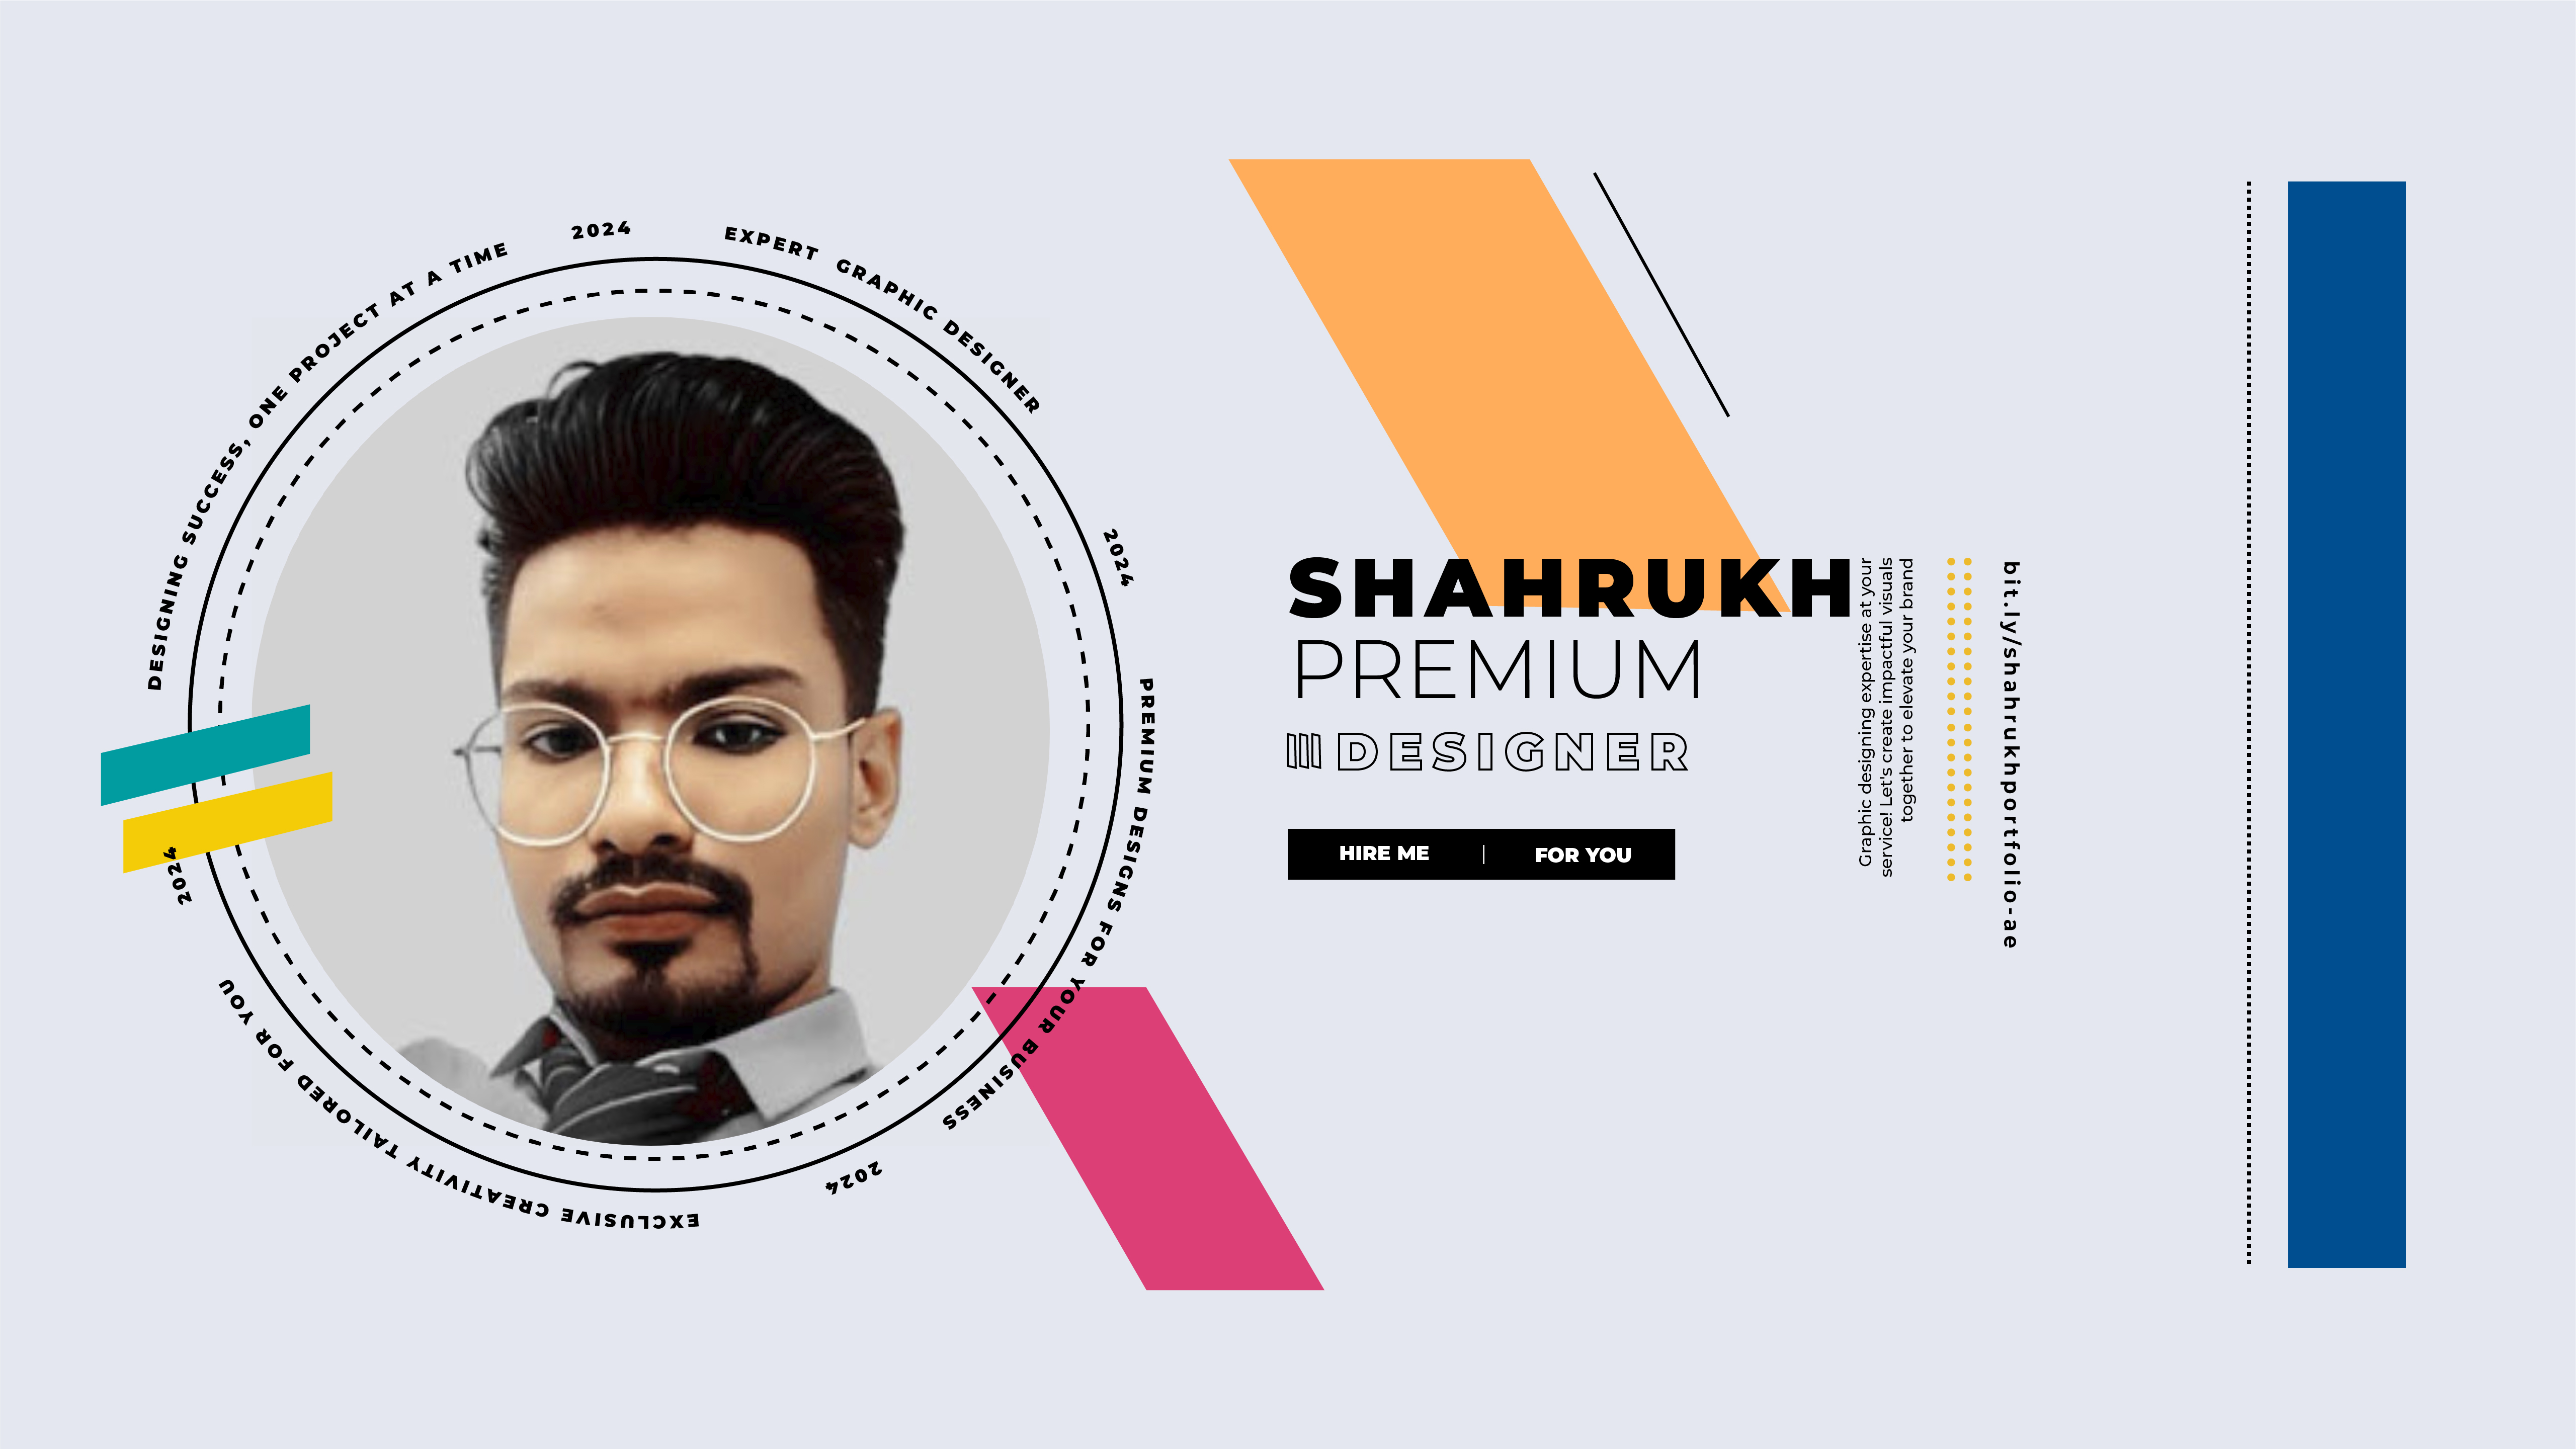 DESIGNING SUCCESS, ONE PROJECT AT A TIME
2024
EXPERT GRAPHIC DESIGNER
2024
PREMIUM DESIGNS FOR YOUR BUSINESS
2024
EXCLUSIVE CREATIVITY TAILORED FOR YOU
2024
SHAHRUKH
PREMIUM
DESIGNER
HIRE ME | FOR YOU
Graphic designing expertise at your
service! Let's create impactful visuals
together to elevate your brand
bit.ly/shahrukhportfolio-ae